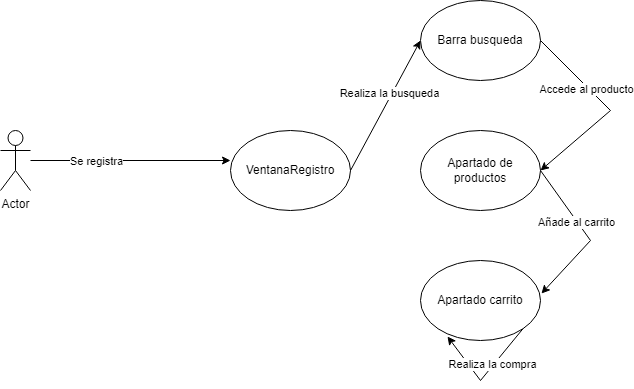 Barra busqueda
Realiza la busqueda
Accede al producto
Se registra
VentanaRegistro
Apartado de
productos
Actor
Añade al carrito
Apartado carrito
Realiza la compra